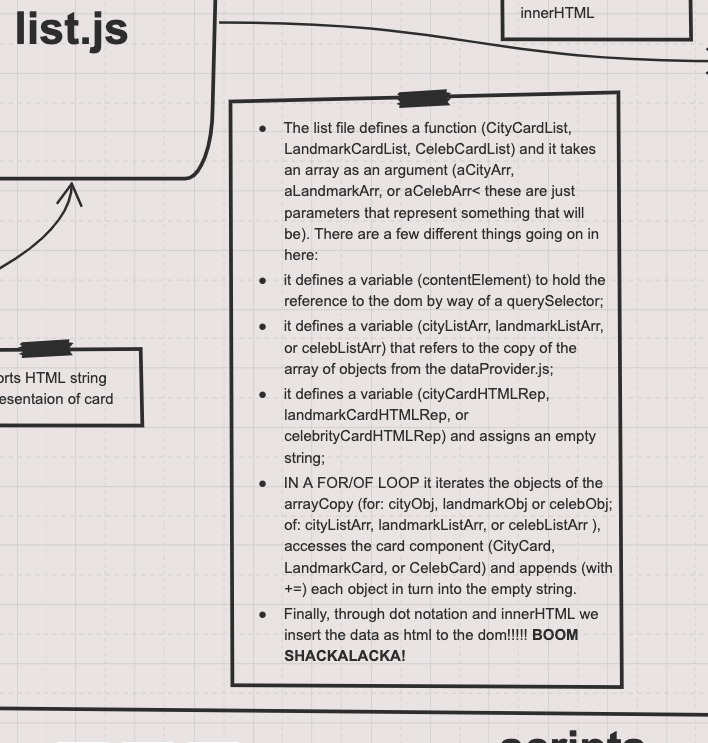 list.js
innerHTML
● The list file defines a function (CityCardList,
LandmarkCardList, CelebCardList) and it takes
an array as an argument (aCityArr,
aLandmarkArr, or aCelebArr< these are just
parameters that represent something that will
be). There are a few different things going on in
here:
● it defines a variable (contentElement) to hold the
reference to the dom by way of a querySelector;
● it defines a variable (cityListArr, landmarkListArr,
or celebListArr) that refers to the copy of the
array of objects from the dataProvider.js;
● it defines a variable (cityCardHTMLRep,
landmarkCardHTMLRep, or
celebrityCardHTMLRep) and assigns an empty
string;
● IN A FOR/OF LOOP it iterates the objects of the
arrayCopy (for: cityObj, landmarkObj or celebObj;
of: cityListArr, landmarkListArr, or celebListArr ),
accesses the card component (CityCard,
LandmarkCard, or CelebCard) and appends (with
+=) each object in turn into the empty string.
● Finally, through dot notation and innerHTML we
insert the data as html to the dom!!!!! BOOM
SHACKALACKA!
orts HTML string
esentaion of card
scripts